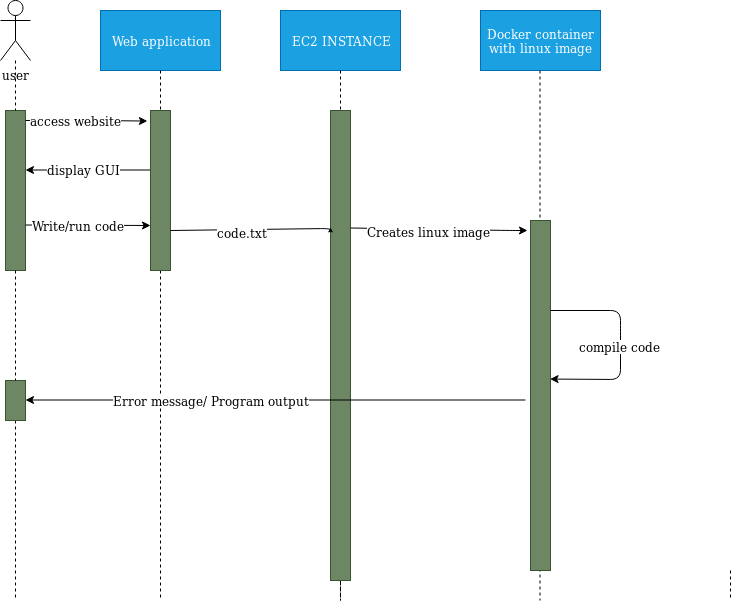 user
Web application
EC2 INSTANCE
Docker container
with linux image
access website
display GUI
Write/run code
code.txt
Creates linux image
compile code
Error message/ Program output